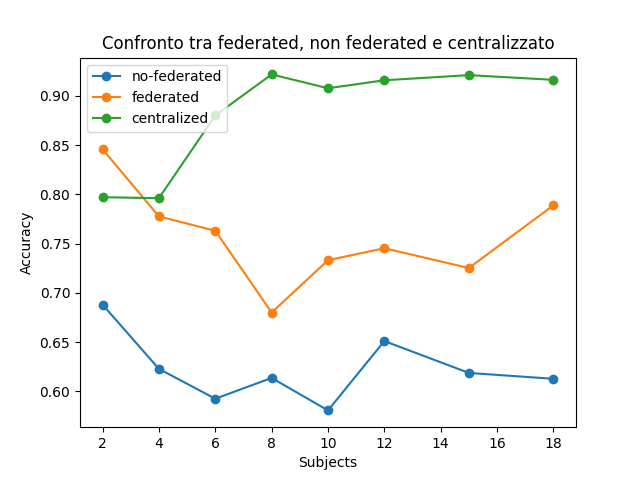 Confronto tra federated, non federated e centralizzato
no-federated
federated
centralized
0.90
0.85
0.80
0.75
0.70
0.65
0.60
Accuracy
2 4 6 8 10 12 14 16 18
Subjects